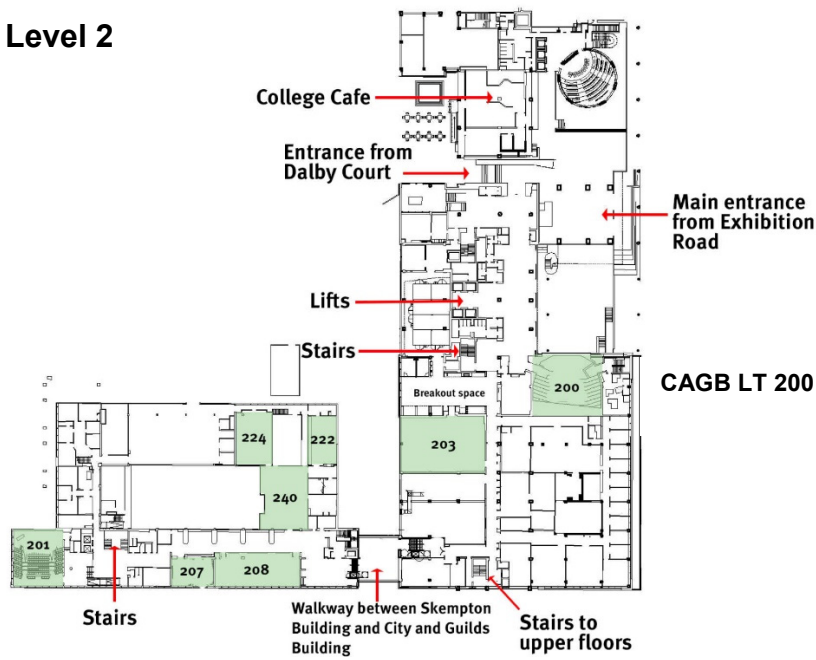 Level 2
College Cafe
Entrance from
Dalby Court
Main entrance
from Exhibition
Road
Lifts
Stairs
Breakout space
200
CAGB LT 200
203
224
222
240
201
207
208
Stairs
Walkway between Skempton
Building and City and Guilds
Building
Stairs to
upper floors